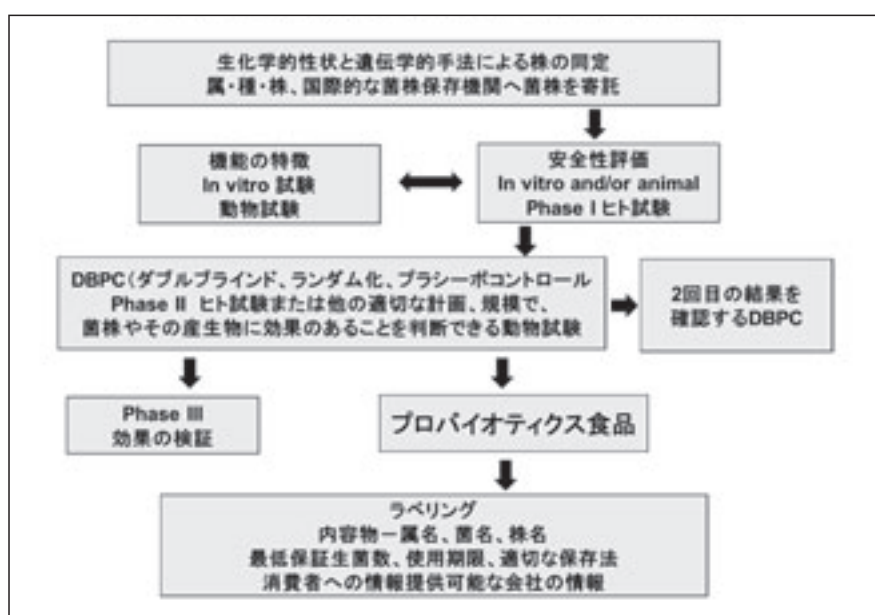 生化学的性状と遺伝学的手法による株の同定
属・種・株、国際的な菌株保存機関へ菌株を寄託
機能の特徴
In vitro 試験
動物試験
安全性評価
In vitro and/or animal
Phase I ヒト試験
DBPC(ダブルブラインド、ランダム化、プラシーボコントロール
Phase II ヒト試験または他の適切な計画、規模で、
菌株やその産生物に効果のあることを判断できる動物試験
2回目の結果を
確認するDBPC
Phase III
効果の検証
プロバイオティクス食品
ラベリング
内容物ー属名、菌名、株名
最低保証生菌数、使用期限、適切な保存法
消費者への情報提供可能な会社の情報